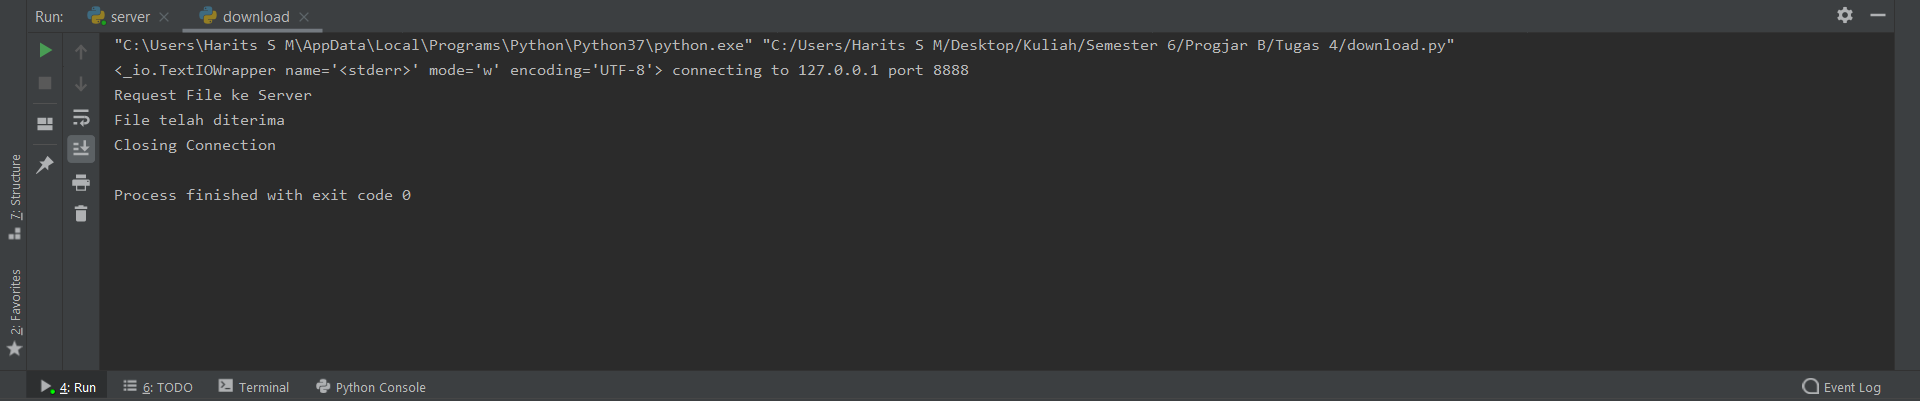 Run: server download
"C:\Users\Harits S M\AppData\Local\Programs\Python\Python37\python.exe" "C:/Users/Harits S M/Desktop/Kuliah/Semester 6/Progjar B/Tugas 4/download.py"
<_io.TextIOWrapper name='<stderr>' mode='w' encoding='UTF-8'> connecting to 127.0.0.1 port 8888
Request File ke Server
File telah diterima
Closing Connection
Process finished with exit code 0
7: Structure
2: Favorites
4: Run 6: TODO Terminal Python Console Event Log